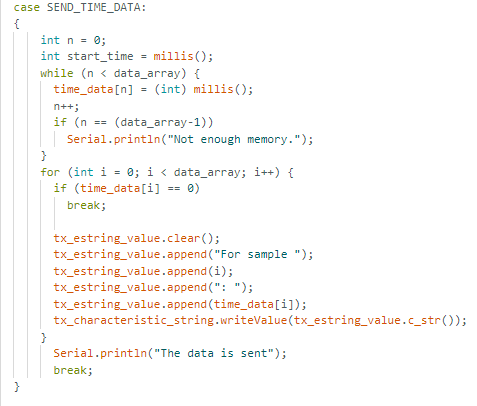 case SEND_TIME_DATA:
{
int n = 0;
int start_time = millis();
while (n < data_array) {
time_data[n] = (int) millis();
n++;
if (n == (data_array-1))
Serial.println("Not enough memory.");
}
for (int i = 0; i < data_array; i++) {
if (time_data[i] == 0)
break;
tx_estring_value.clear();
tx_estring_value.append("For sample ");
tx_estring_value.append(i);
tx_estring_value.append(": ");
tx_estring_value.append(time_data[i]);
tx_characteristic_string.writeValue(tx_estring_value.c_str());
}
Serial.println("The data is sent");
break;
}